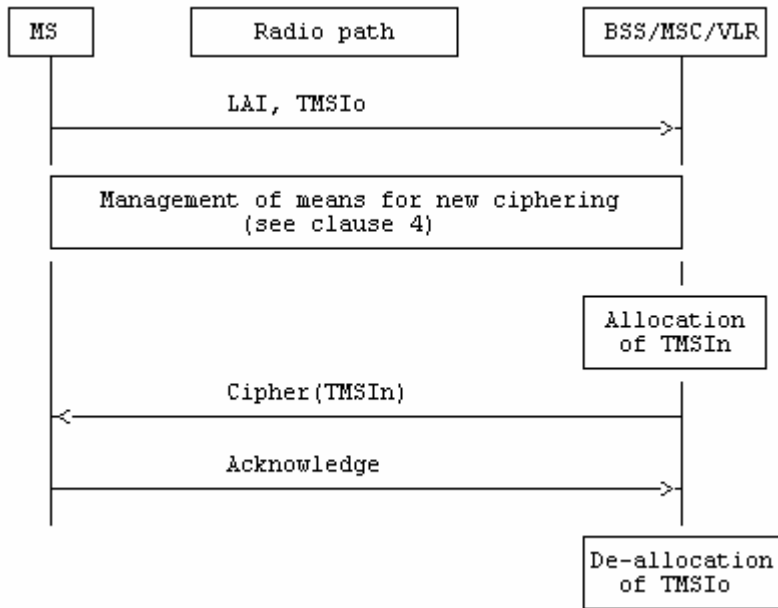 MS
Radio path
BSS/MSC/VLR
LAI, TMSIo
Management of means for new ciphering
(see clause 4)
Allocation
of TMSIn
Cipher(TMSIn)
Acknowledge
De-allocation
of TMSIo